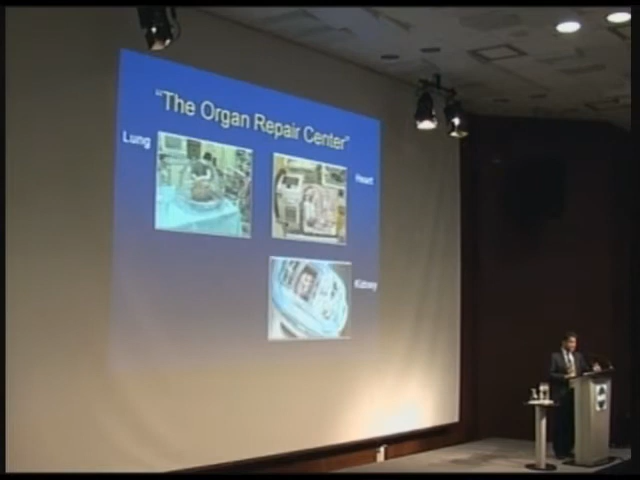 “The Organ Repair Center”
Lung
Heart
Kidney